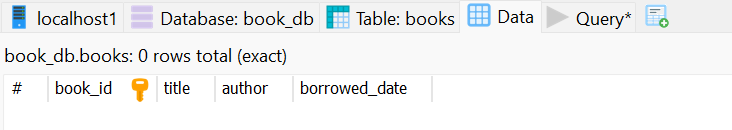 localhost1 Database: book_db Table: books Data Query*
book_db.books: 0 rows total (exact)
# book_id title author borrowed_date